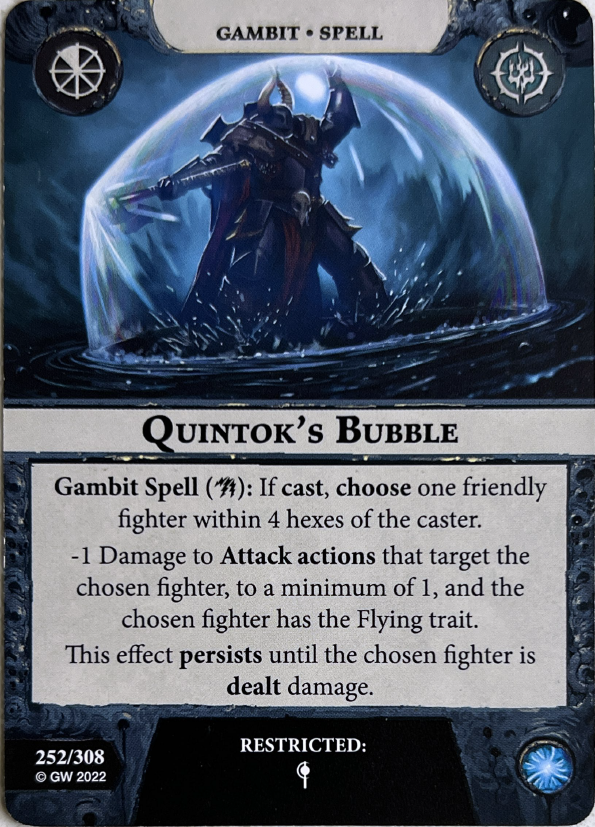 GAMBIT • SPELL
QUINTOK'S BUBBLE
Gambit Spell ( ): If cast, choose one friendly
fighter within 4 hexes of the caster.
-1 Damage to Attack actions that target the
chosen fighter, to a minimum of 1, and the
chosen fighter has the Flying trait.
This effect persists until the chosen fighter is
dealt damage.
252/308
© GW 2022
RESTRICTED: